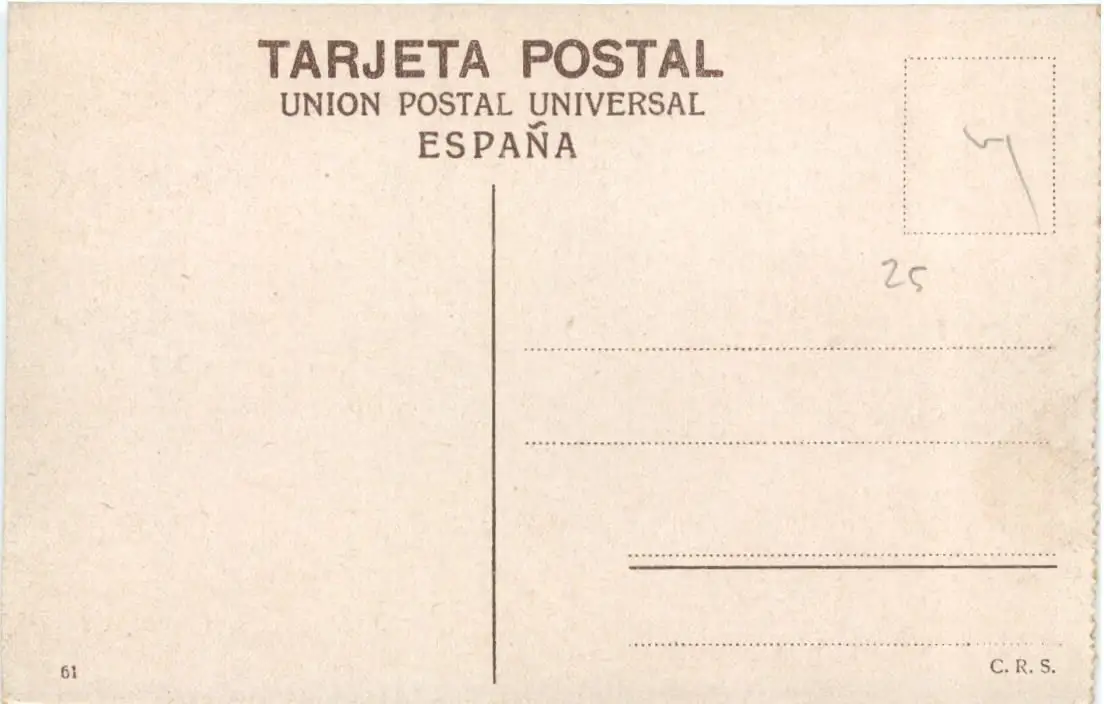 TARJETA POSTAL
UNION POSTAL UNIVERSAL
ESPAÑA
25
61
C. R. S.